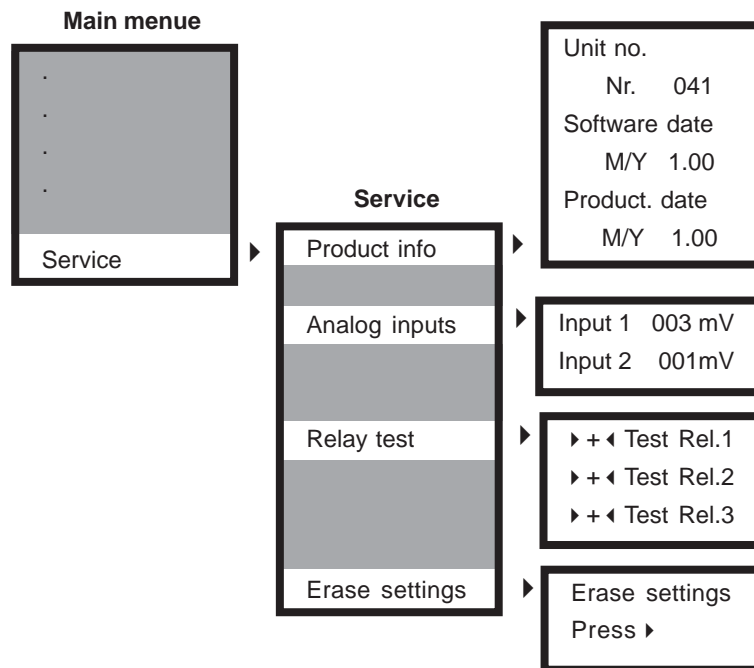 Main menue
.
.
.
.
Service
Service
Product info
Analog inputs
Relay test
Erase settings
Unit no.
Nr. 041
Software date
M/Y 1.00
Product. date
M/Y 1.00
Input 1 003 mV
Input 2 001mV
▶ + ◀ Test Rel.1
▶ + ◀ Test Rel.2
▶ + ◀ Test Rel.3
Erase settings
Press ▶